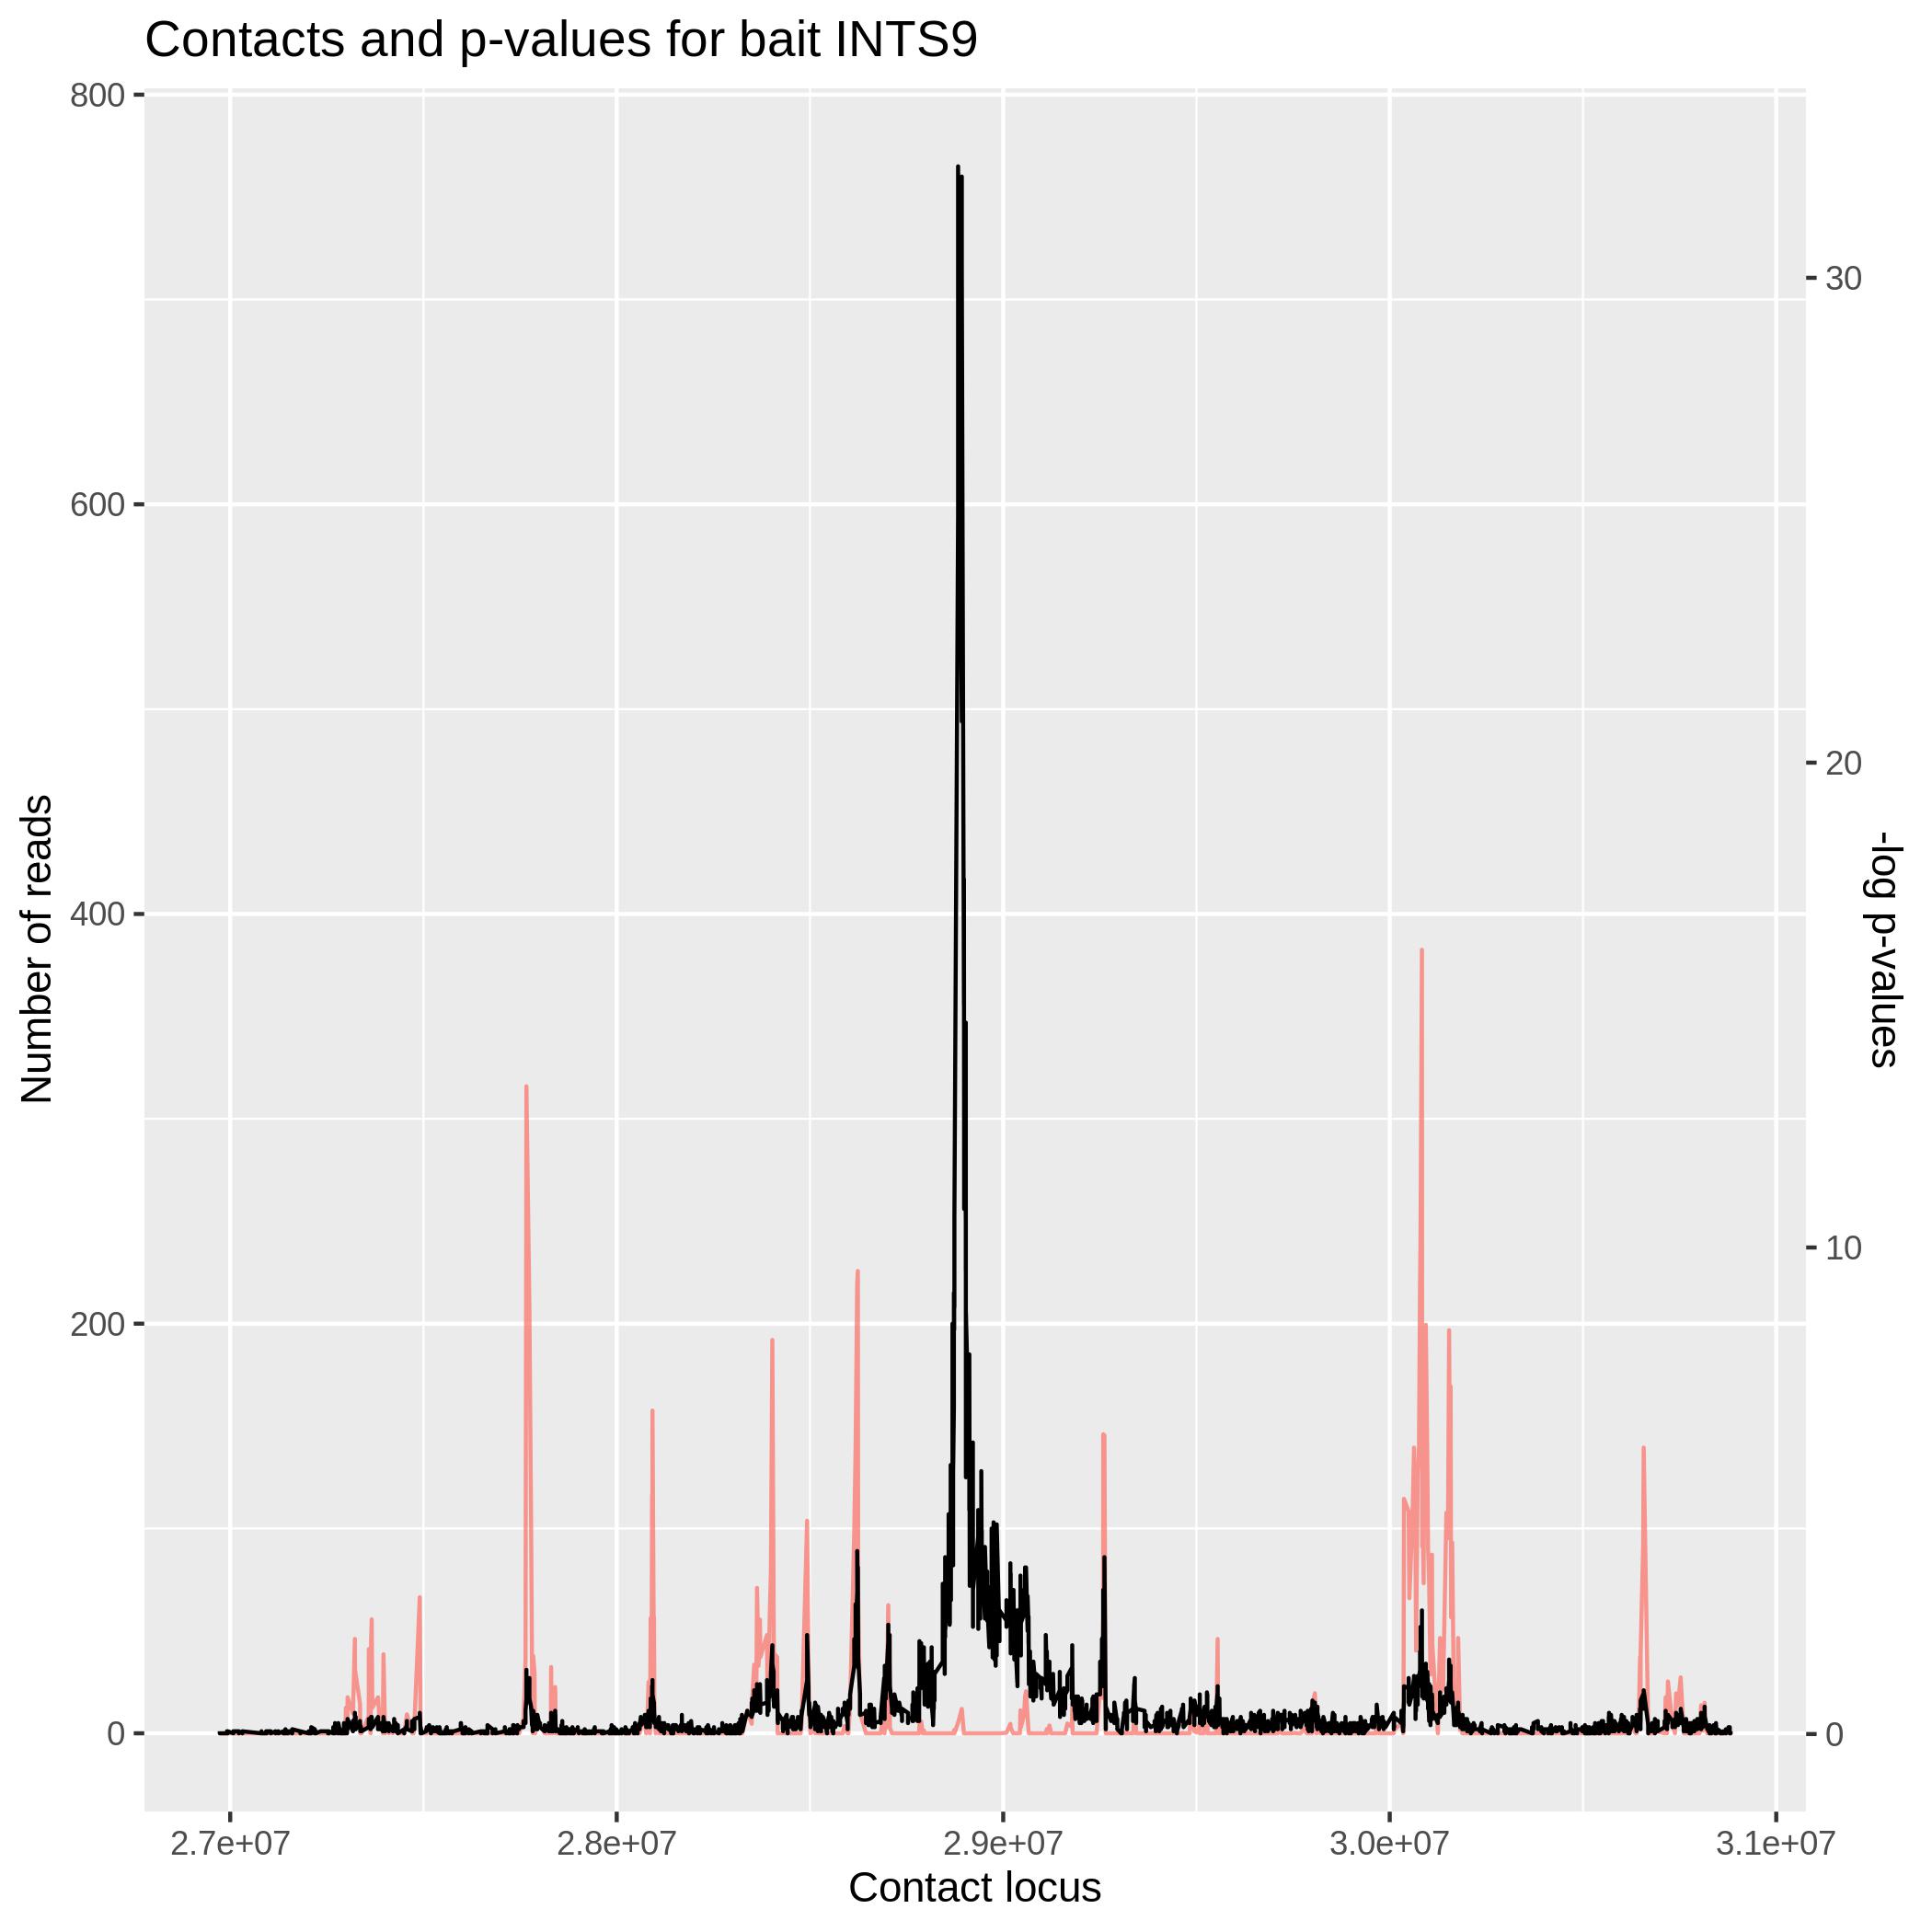 Contacts and p-values for bait INTS9
800
600
400
200
0
Number of reads
30
20
10
0
-log p-values
2.7e+07 2.8e+07 2.9e+07 3.0e+07 3.1e+07
Contact locus